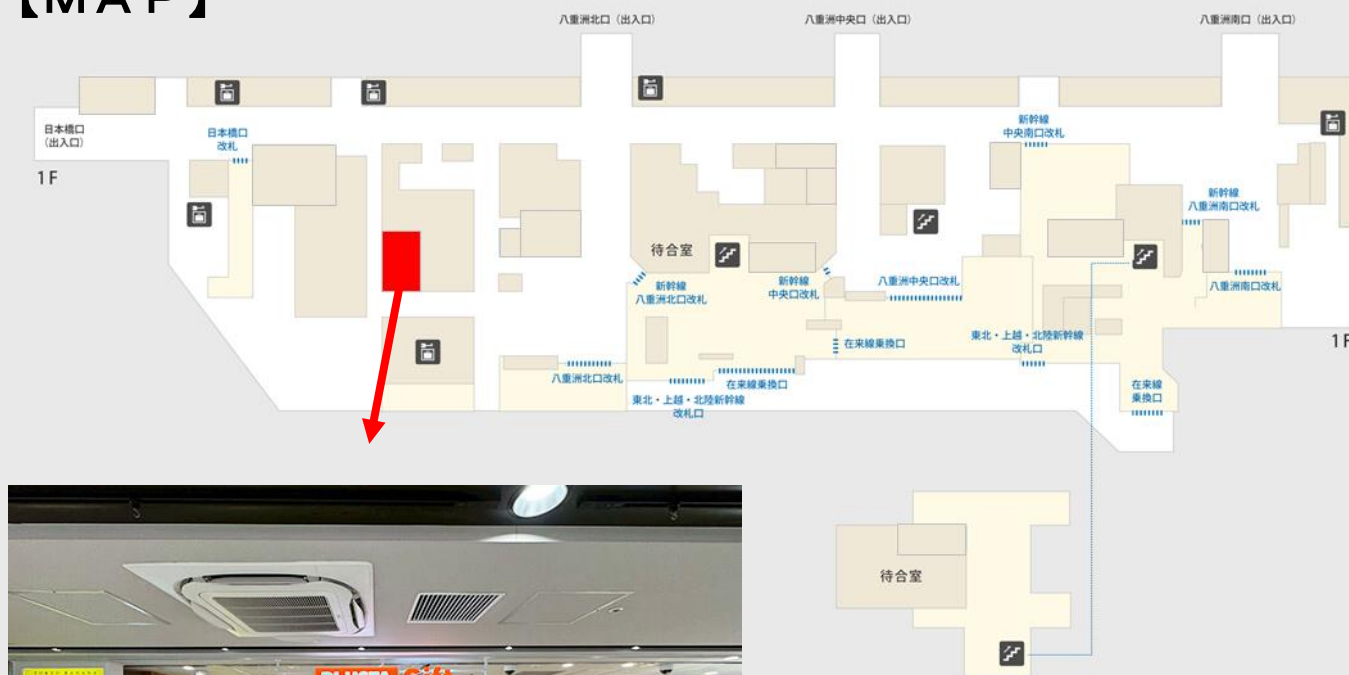 【MAP】
八重洲北口（出入口）
八重洲中央口（出入口）
八重洲南口（出入口）
日本橋口
（出入口）
日本橋口
改札
新幹線
中央南口改札
1F
新幹線
八重洲南口改札
待合室
新幹線
八重洲北口改札
新幹線
中央口改札
八重洲中央口改札
八重洲南口改札
在来線乗換口
東北・上越・北陸新幹線
改札口
1F
八重洲北口改札
在来線乗換口
東北・上越・北陸新幹線
改札口
在来線
乗換口
待合室
PLUSTA Gift